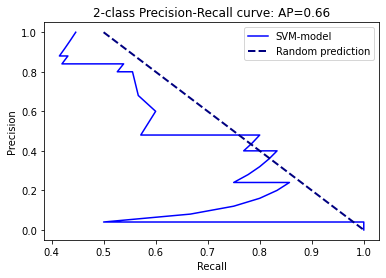 2-class Precision-Recall curve: AP=0.66
SVM-model
Random prediction
Precision
1.0
0.8
0.6
0.4
0.2
0.0
0.4 0.5 0.6 0.7 0.8 0.9 1.0
Recall